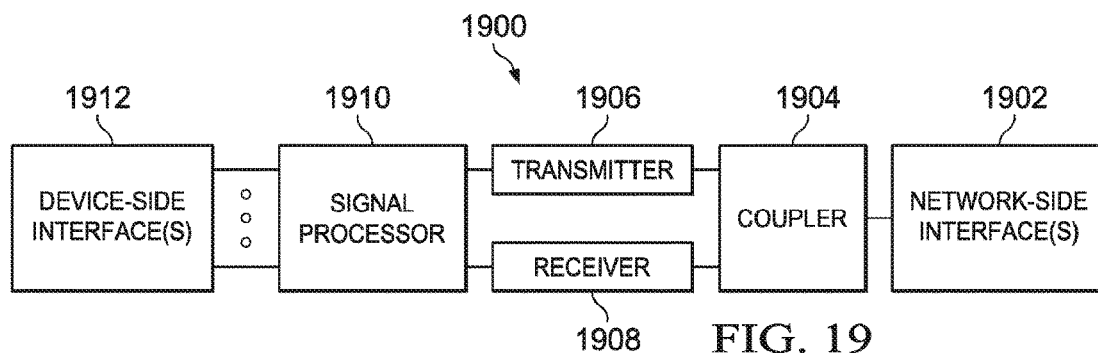 1900
1912
1910
1906
1904
1902
DEVICE-SIDE
INTERFACE(S)
SIGNAL
PROCESSOR
TRANSMITTER
RECEIVER
COUPLER
NETWORK-SIDE
INTERFACE(S)
1908
FIG. 19